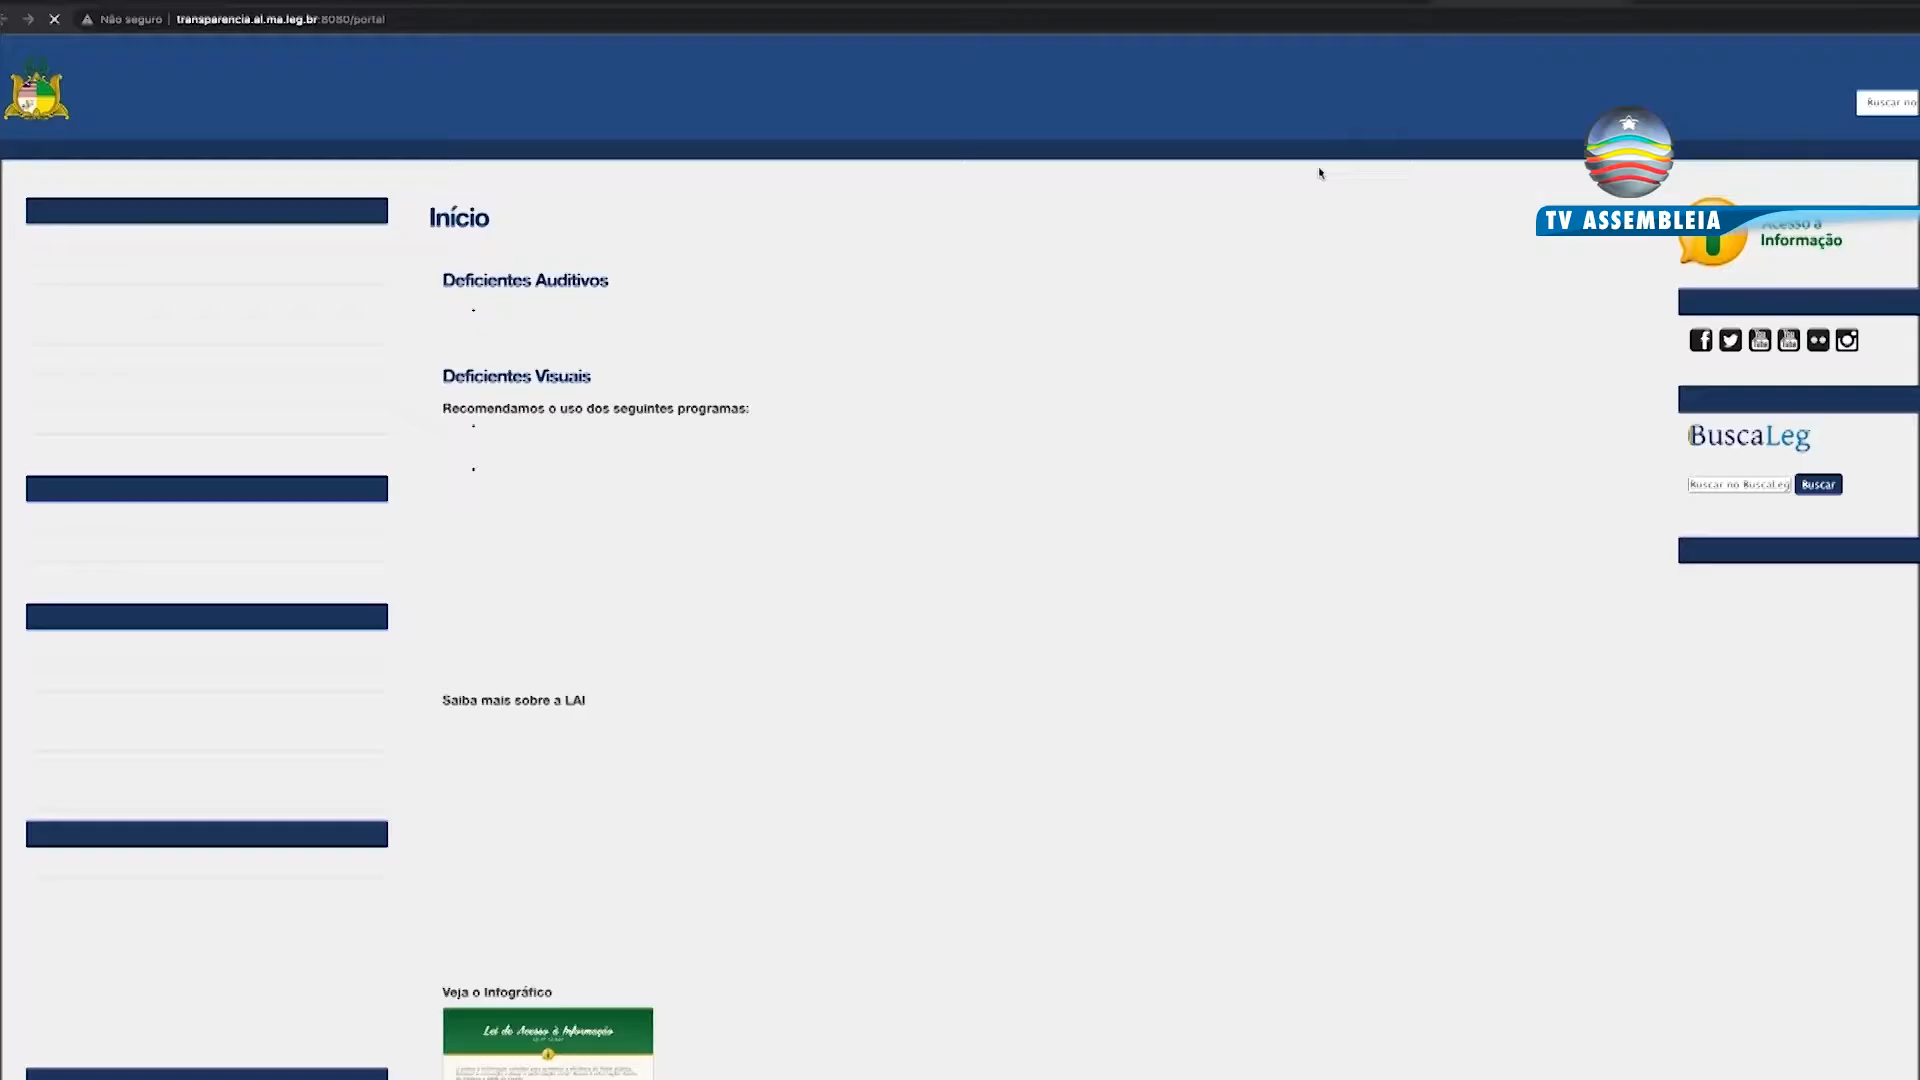 Não seguro | transparencia.al.ma.leg.br:8080/portal
Buscar no
TV ASSEMBLEIA
Acesso à
Informação
Início
Deficientes Auditivos
Deficientes Visuais
Recomendamos o uso dos seguintes programas:
BuscaLeg
Buscar no BuscaLeg
Buscar
Saiba mais sobre a LAI
Veja o Infográfico
Lei de Acesso à Informação